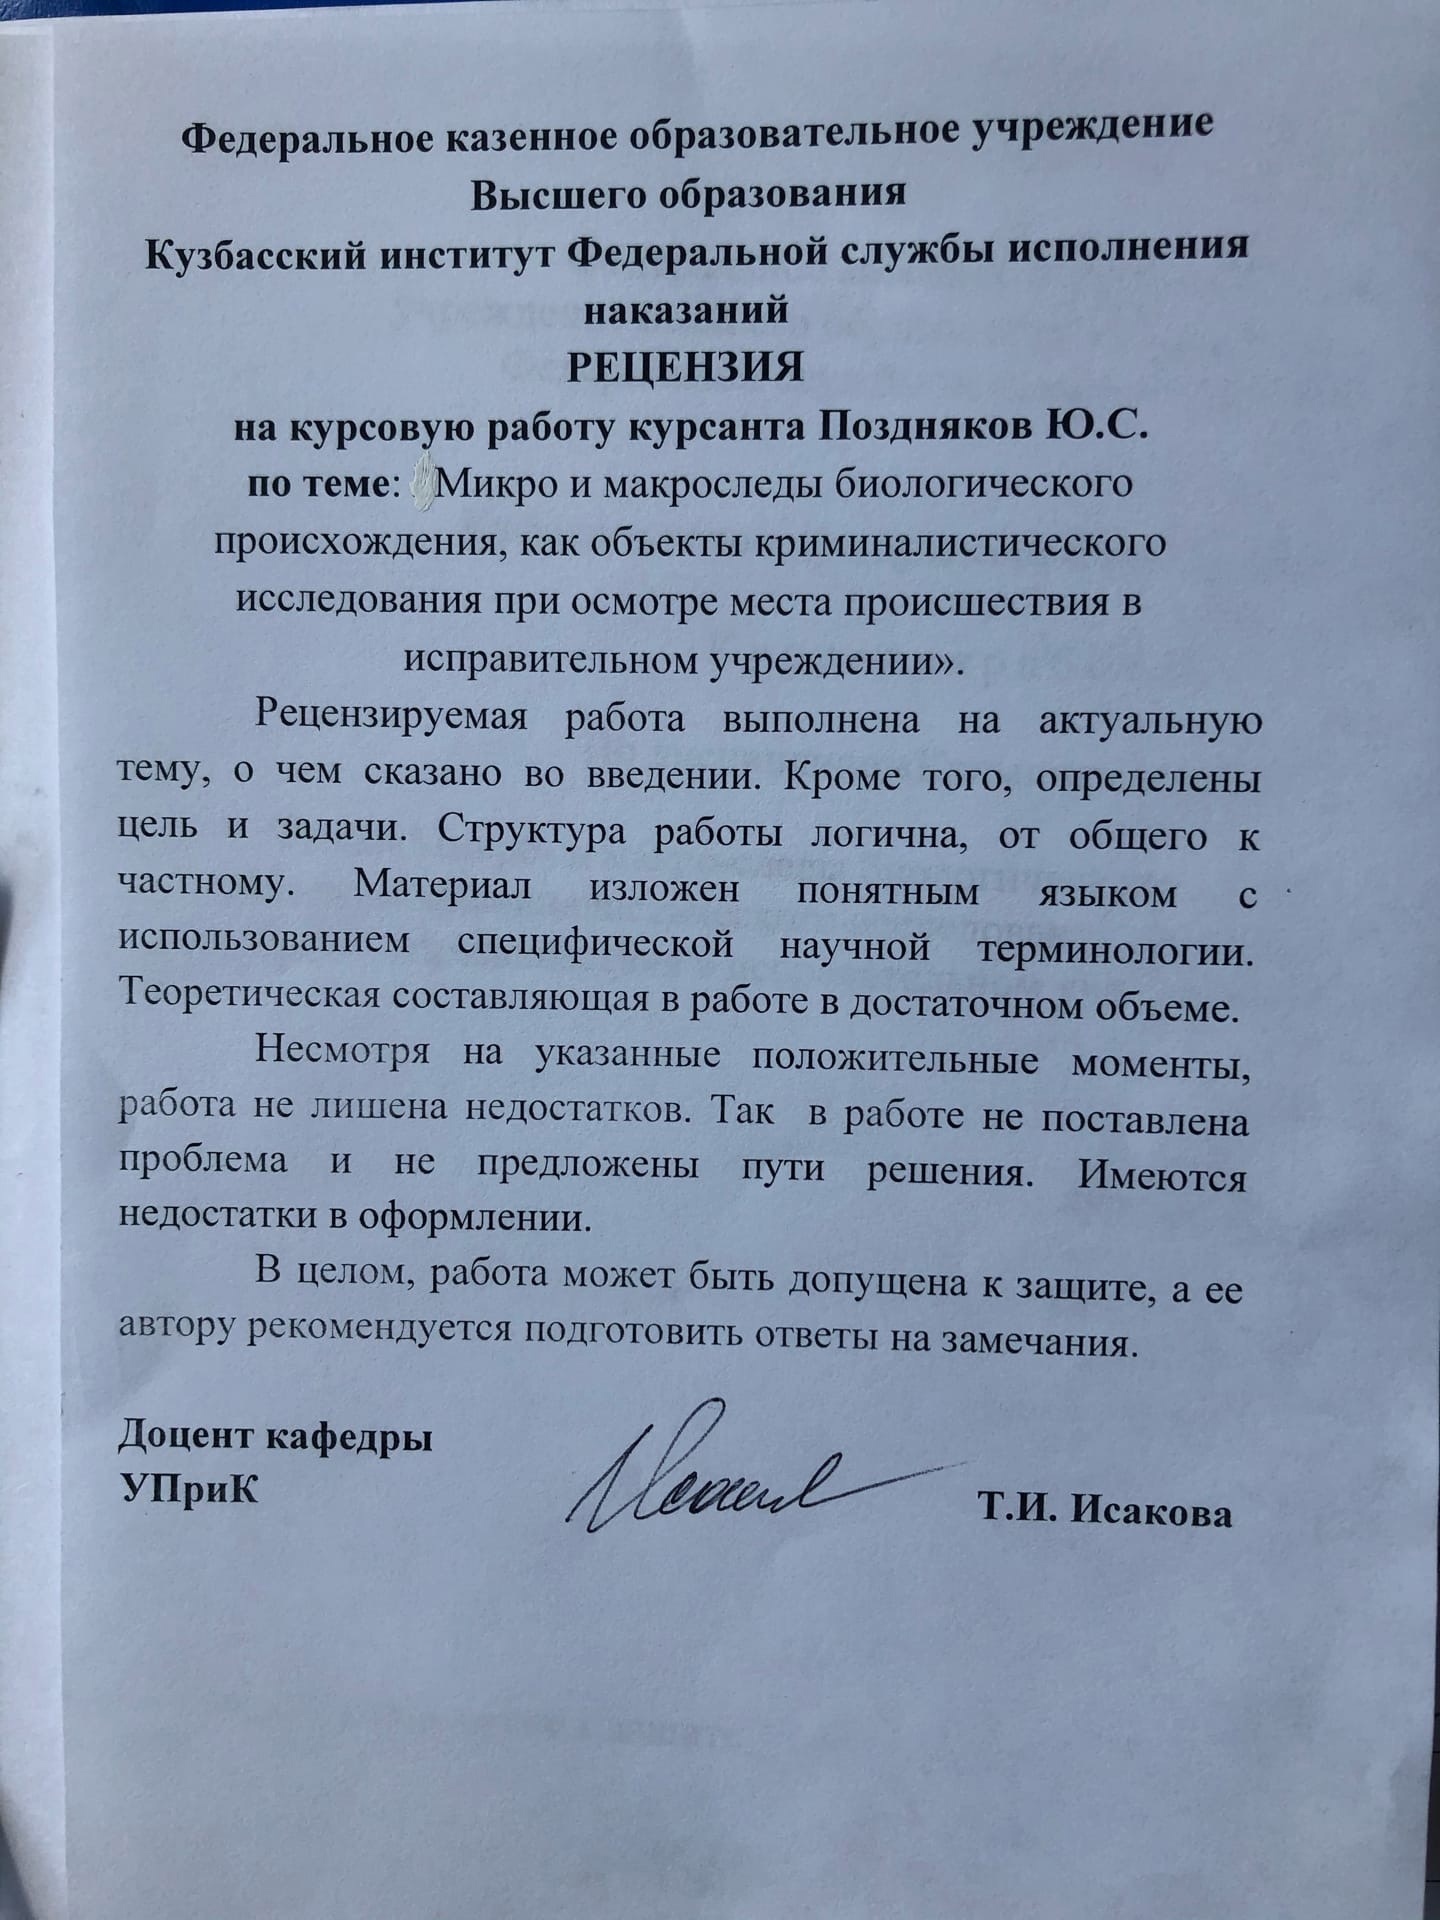 Федеральное казенное образовательное учреждение
Высшего образования
Кузбасский институт Федеральной службы исполнения
наказаний
РЕЦЕНЗИЯ
на курсовую работу курсанта Поздняков Ю.С.
по теме: Микро и макроследы биологического
происхождения, как объекты криминалистического
исследования при осмотре места происшествия в
исправительном учреждении».
Рецензируемая работа выполнена на актуальную
тему, о чем сказано во введении. Кроме того, определены
цель и задачи. Структура работы логична, от общего к
частному. Материал изложен понятным языком с
использованием специфической научной терминологии.
Теоретическая составляющая в работе в достаточном объеме.
Несмотря на указанные положительные моменты,
работа не лишена недостатков. Так в работе не поставлена
проблема и не предложены пути решения. Имеются
недостатки в оформлении.
В целом, работа может быть допущена к защите, а ее
автору рекомендуется подготовить ответы на замечания.
Доцент кафедры
УПриК
Т.И. Исакова